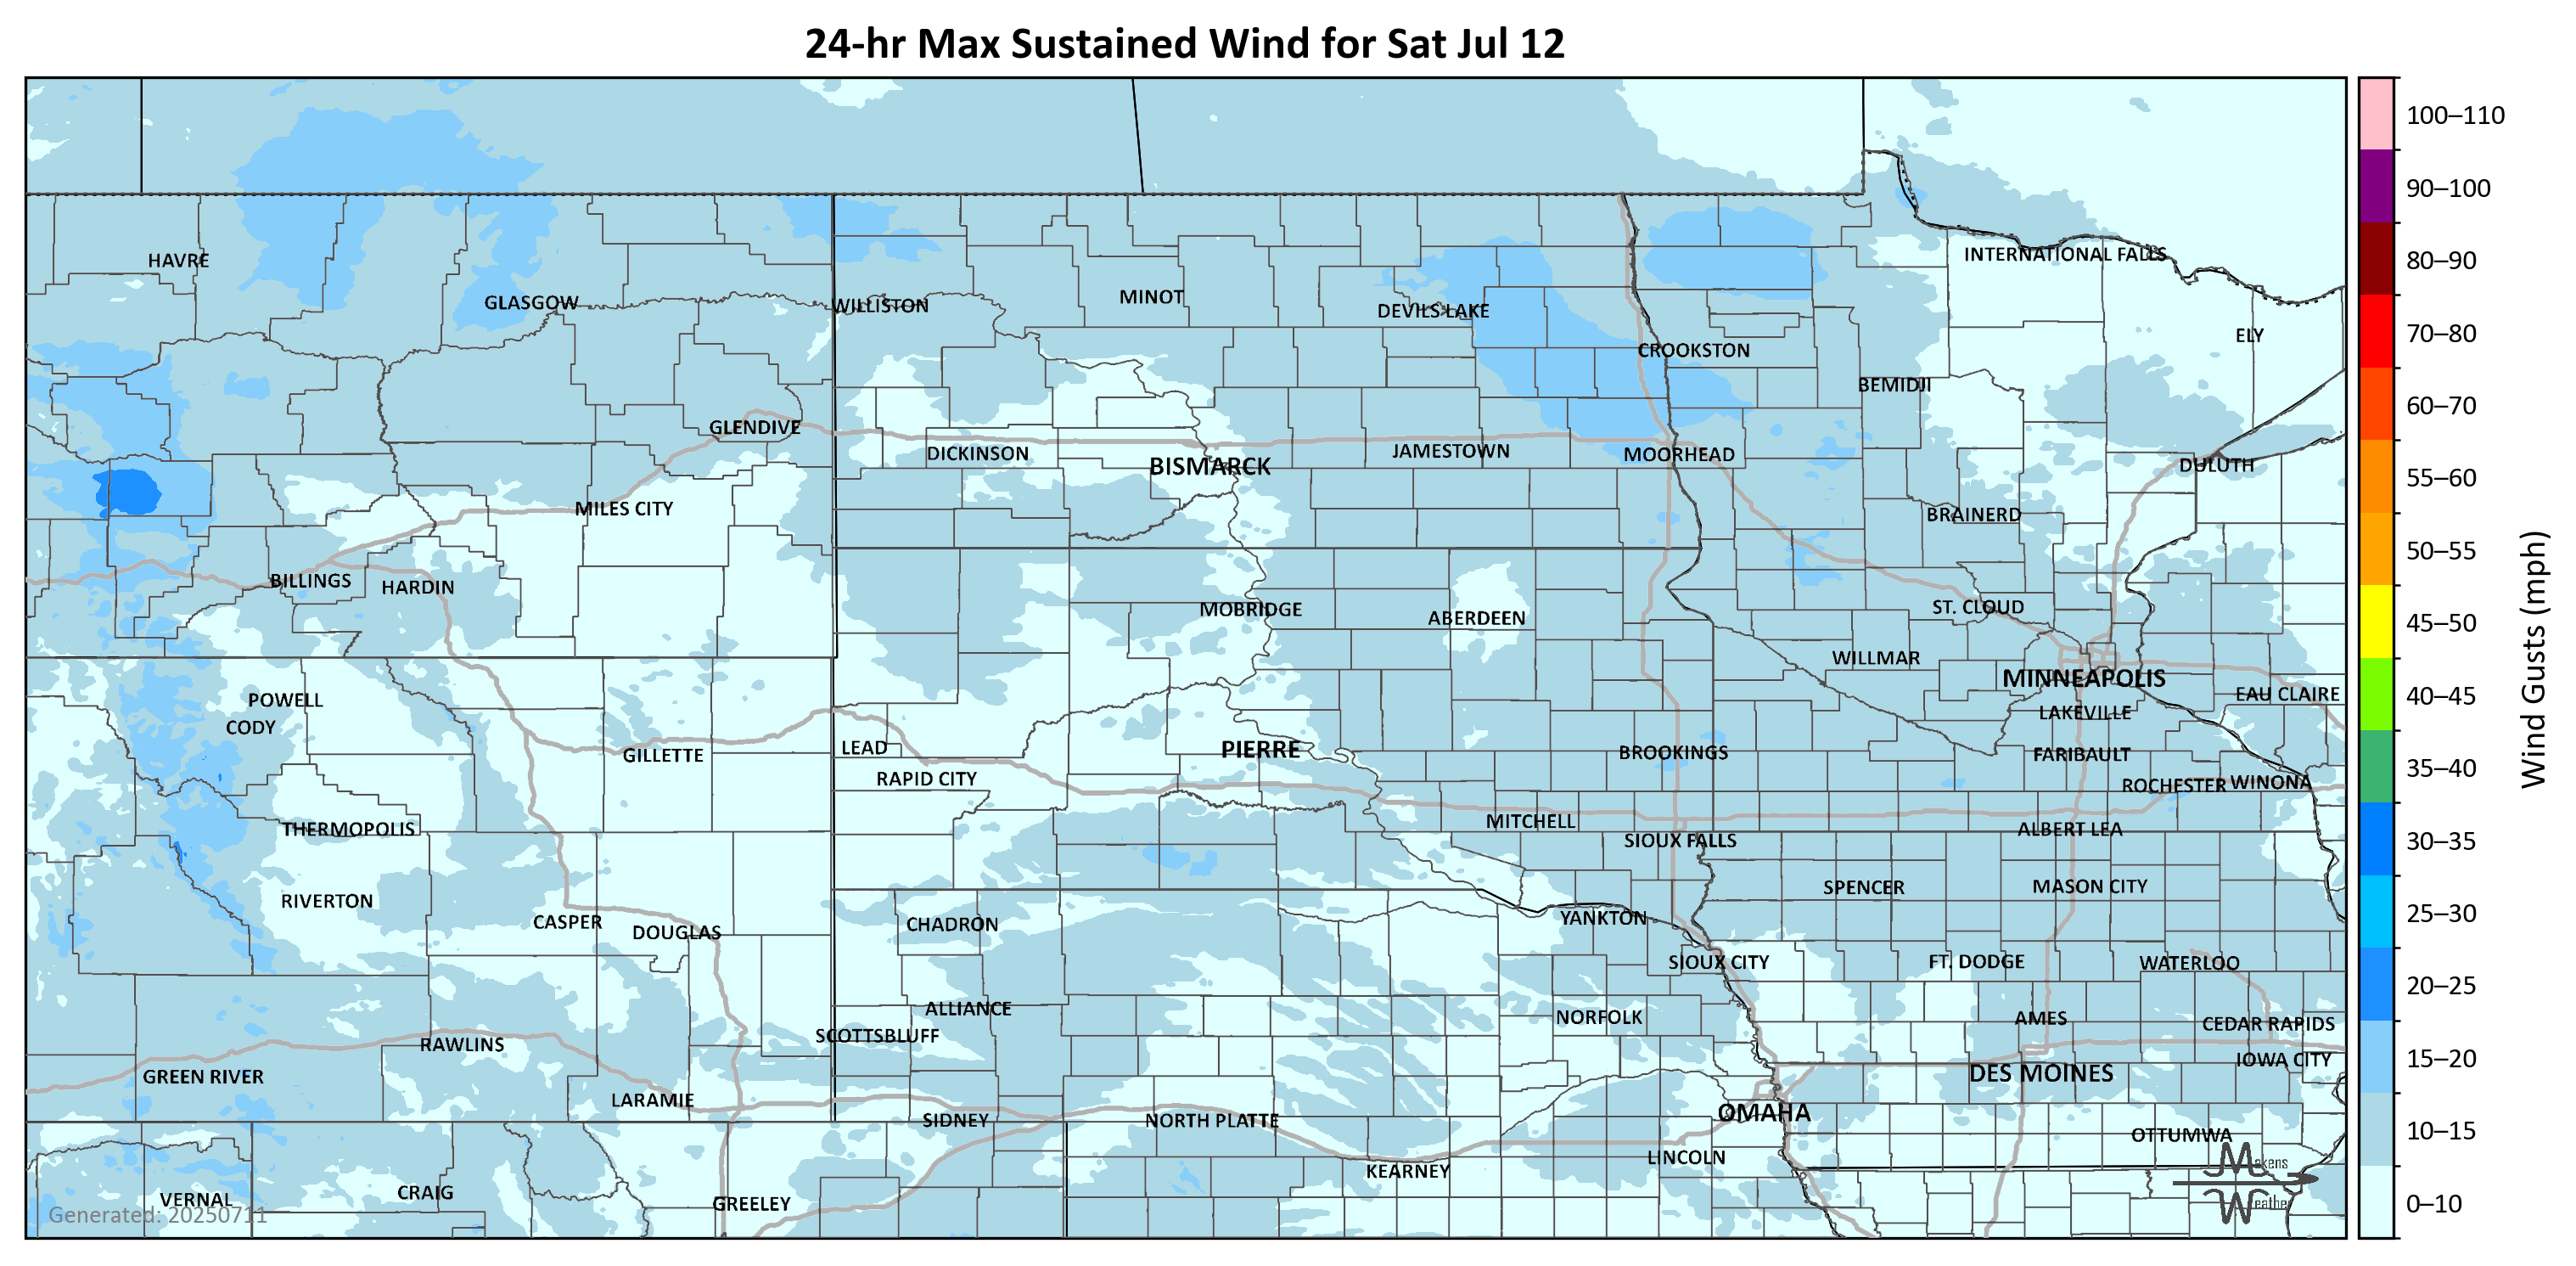 24-hr Max Sustained Wind for Sat Jul 12
100–110
90–100
80–90
70–80
60–70
55–60
50–55
45–50
40–45
35–40
30–35
25–30
20–25
15–20
10–15
0–10
Wind Gusts (mph)
HAVRE
GLASGOW
WILLISTON
MINOT
DEVILS LAKE
INTERNATIONAL FALLS
CROOKSTON
ELY
BEMIDJI
GLENDIVE
DICKINSON
BISMARCK
JAMESTOWN
MOORHEAD
DULUTH
MILES CITY
BRAINERD
BILLINGS
HARDIN
MOBRIDGE
ABERDEEN
ST. CLOUD
WILLMAR
MINNEAPOLIS
EAU CLAIRE
POWELL
CODY
LAKEVILLE
GILLETTE
LEAD
PIERRE
BROOKINGS
FARIBAULT
RAPID CITY
ROCHESTER
WINONA
THERMOPOLIS
MITCHELL
SIOUX FALLS
ALBERT LEA
RIVERTON
SPENCER
MASON CITY
CASPER
DOUGLAS
CHADRON
YANKTON
SIOUX CITY
FT. DODGE
WATERLOO
ALLIANCE
NORFOLK
AMES
CEDAR RAPIDS
SCOTTSBLUFF
RAWLINS
IOWA CITY
GREEN RIVER
DES MOINES
LARAMIE
SIDNEY
NORTH PLATTE
OMAHA
OTTUMWA
KEARNEY
LINCOLN
VERNAL
CRAIG
GREELEY
Makens
Weather
Generated: 20250711